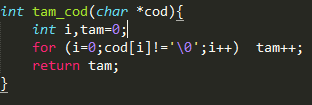 int tam_cod(char *cod){
    int i,tam=0;
    for (i=0;cod[i]!='\0';i++)  tam++;
    return tam;
}